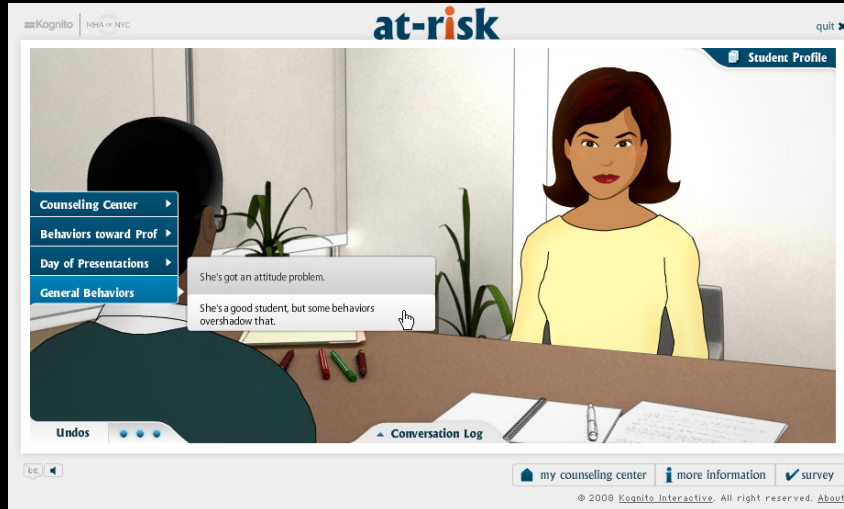 Kognito
MHA OF NYC
at-risk
quit
Student Profile
Counseling Center
Behaviors toward Prof
Day of Presentations
General Behaviors
She's got an attitude problem.
She's a good student, but some behaviors
overshadow that.
Undos
Conversation Log
cc
my counseling center
more information
survey
© 2008 Kognito Interactive. All right reserved. About